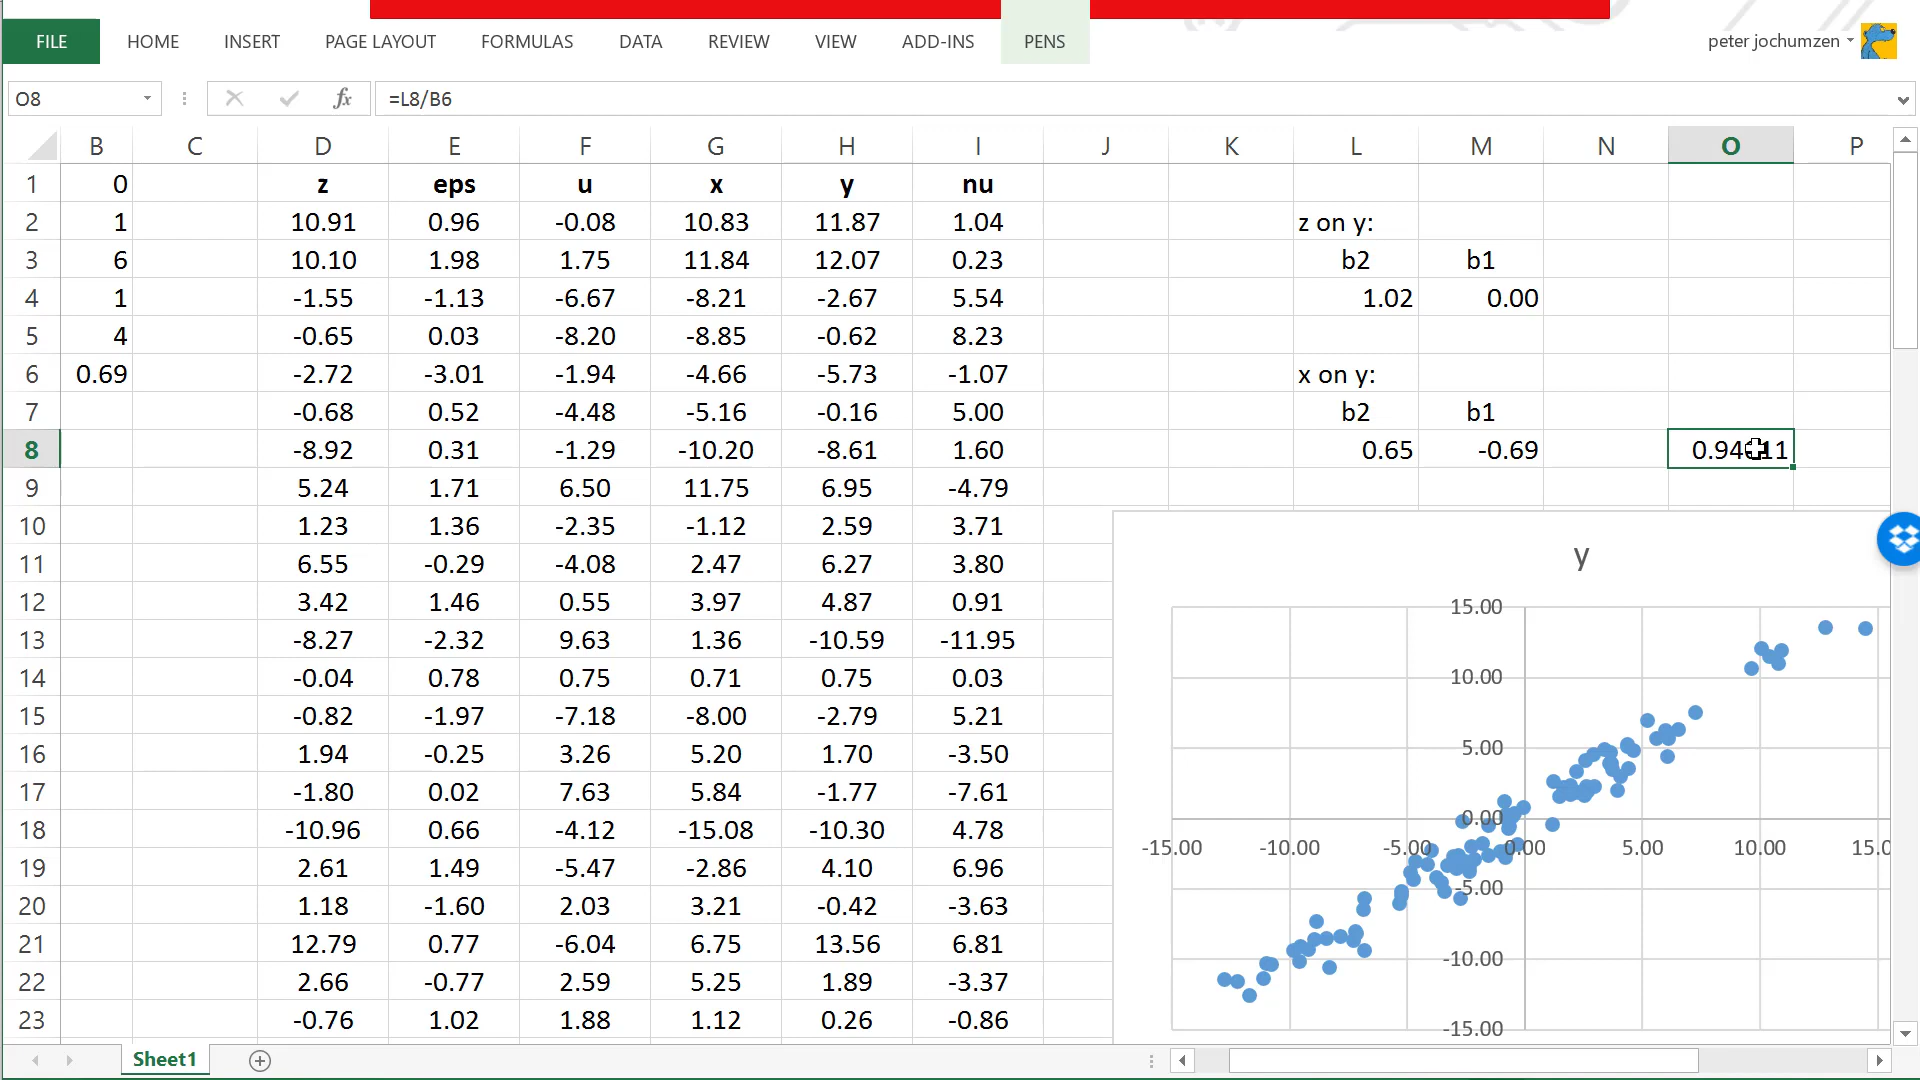 FILE HOME INSERT PAGE LAYOUT FORMULAS DATA REVIEW VIEW ADD-INS PENS peter jochumzen
O8 fx =L8/B6
B C D E F G H I J K L M N O P
1 0 z eps u x y nu
2 1 10.91 0.96 -0.08 10.83 11.87 1.04 z on y:
3 6 10.10 1.98 1.75 11.84 12.07 0.23 b2 b1
4 1 -1.55 -1.13 -6.67 -8.21 -2.67 5.54 1.02 0.00
5 4 -0.65 0.03 -8.20 -8.85 -0.62 8.23
6 0.69 -2.72 -3.01 -1.94 -4.66 -5.73 -1.07 x on y:
7 -0.68 0.52 -4.48 -5.16 -0.16 5.00 b2 b1
8 -8.92 0.31 -1.29 -10.20 -8.61 1.60 0.65 -0.69
9 5.24 1.71 6.50 11.75 6.95 -4.79
10 1.23 1.36 -2.35 -1.12 2.59 3.71
11 6.55 -0.29 -4.08 2.47 6.27 3.80
12 3.42 1.46 0.55 3.97 4.87 0.91
13 -8.27 -2.32 9.63 1.36 -10.59 -11.95
14 -0.04 0.78 0.75 0.71 0.75 0.03
15 -0.82 -1.97 -7.18 -8.00 -2.79 5.21
16 1.94 -0.25 3.26 5.20 1.70 -3.50
17 -1.80 0.02 7.63 5.84 -1.77 -7.61
18 -10.96 0.66 -4.12 -15.08 -10.30 4.78
19 2.61 1.49 -5.47 -2.86 4.10 6.96
20 1.18 -1.60 2.03 3.21 -0.42 -3.63
21 12.79 0.77 -6.04 6.75 13.56 6.81
22 2.66 -0.77 2.59 5.25 1.89 -3.37
23 -0.76 1.02 1.88 1.12 0.26 -0.86
y
15.00
10.00
5.00
0.00
-15.00 -10.00 -5.00 0.00 5.00 10.00 15.0
-5.00
-10.00
-15.00
Sheet1